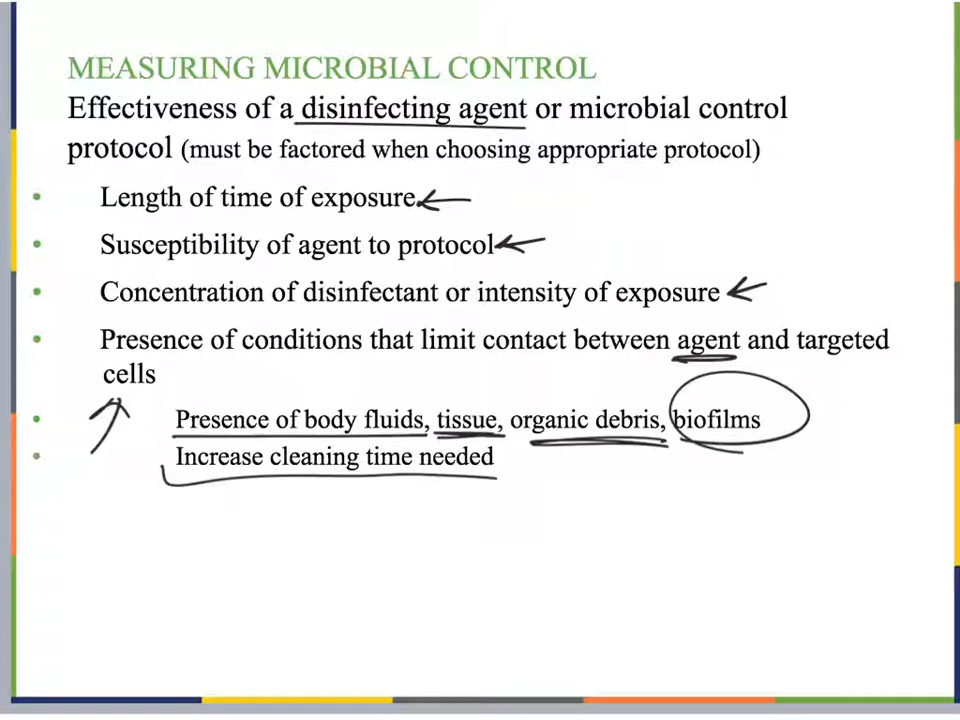 MEASURING MICROBIAL CONTROL
Effectiveness of a disinfecting agent or microbial control
protocol (must be factored when choosing appropriate protocol)
• Length of time of exposure
• Susceptibility of agent to protocol
• Concentration of disinfectant or intensity of exposure
• Presence of conditions that limit contact between agent and targeted
cells
• Presence of body fluids, tissue, organic debris, biofilms
• Increase cleaning time needed